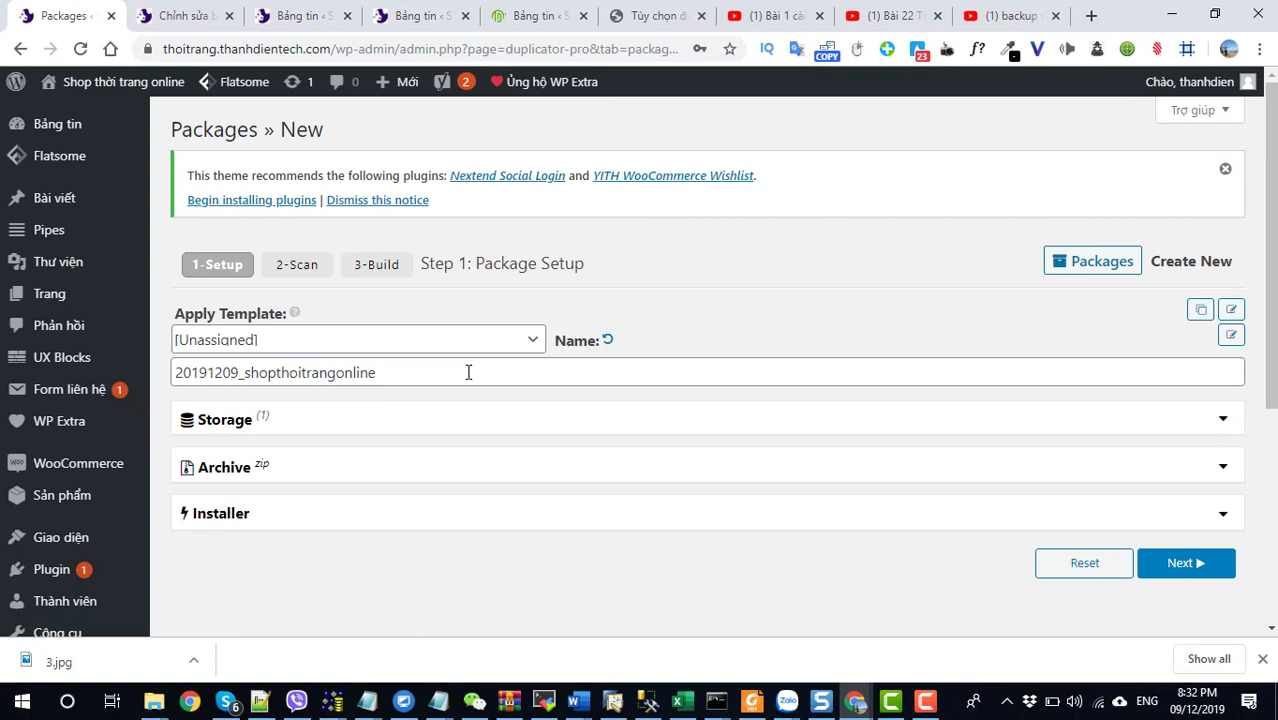 Packages ‹
Chỉnh sửa b
Bảng tin ‹ S
Bảng tin ‹ S
Bảng tin ‹ S
Tùy chọn đ
(1) Bài 1 cà
(1) Bài 22 T
(1) backup
thoitrang.thanhdientech.com/wp-admin/admin.php?page=duplicator-pro&tab=packag...
IQ
COPY
23
f?
V
Shop thời trang online
Flatsome
1
0
Mới
2
Ủng hộ WP Extra
Chào, thanhdien
Bảng tin
Flatsome
Bài viết
Pipes
Thư viện
Trang
Phản hồi
UX Blocks
Form liên hệ 1
WP Extra
WooCommerce
Sản phẩm
Giao diện
Plugin 1
Thành viên
Công cụ
Trợ giúp
Packages » New
This theme recommends the following plugins: Nextend Social Login and YITH WooCommerce Wishlist.
Begin installing plugins | Dismiss this notice
1-Setup
2-Scan
3-Build
Step 1: Package Setup
Packages
Create New
Apply Template:
[Unassigned]
Name:
20191209_shopthoitrangonline
Storage (1)
Archive zip
Installer
Reset
Next
3.jpg
Show all
6
ENG
8:32 PM
09/12/2019